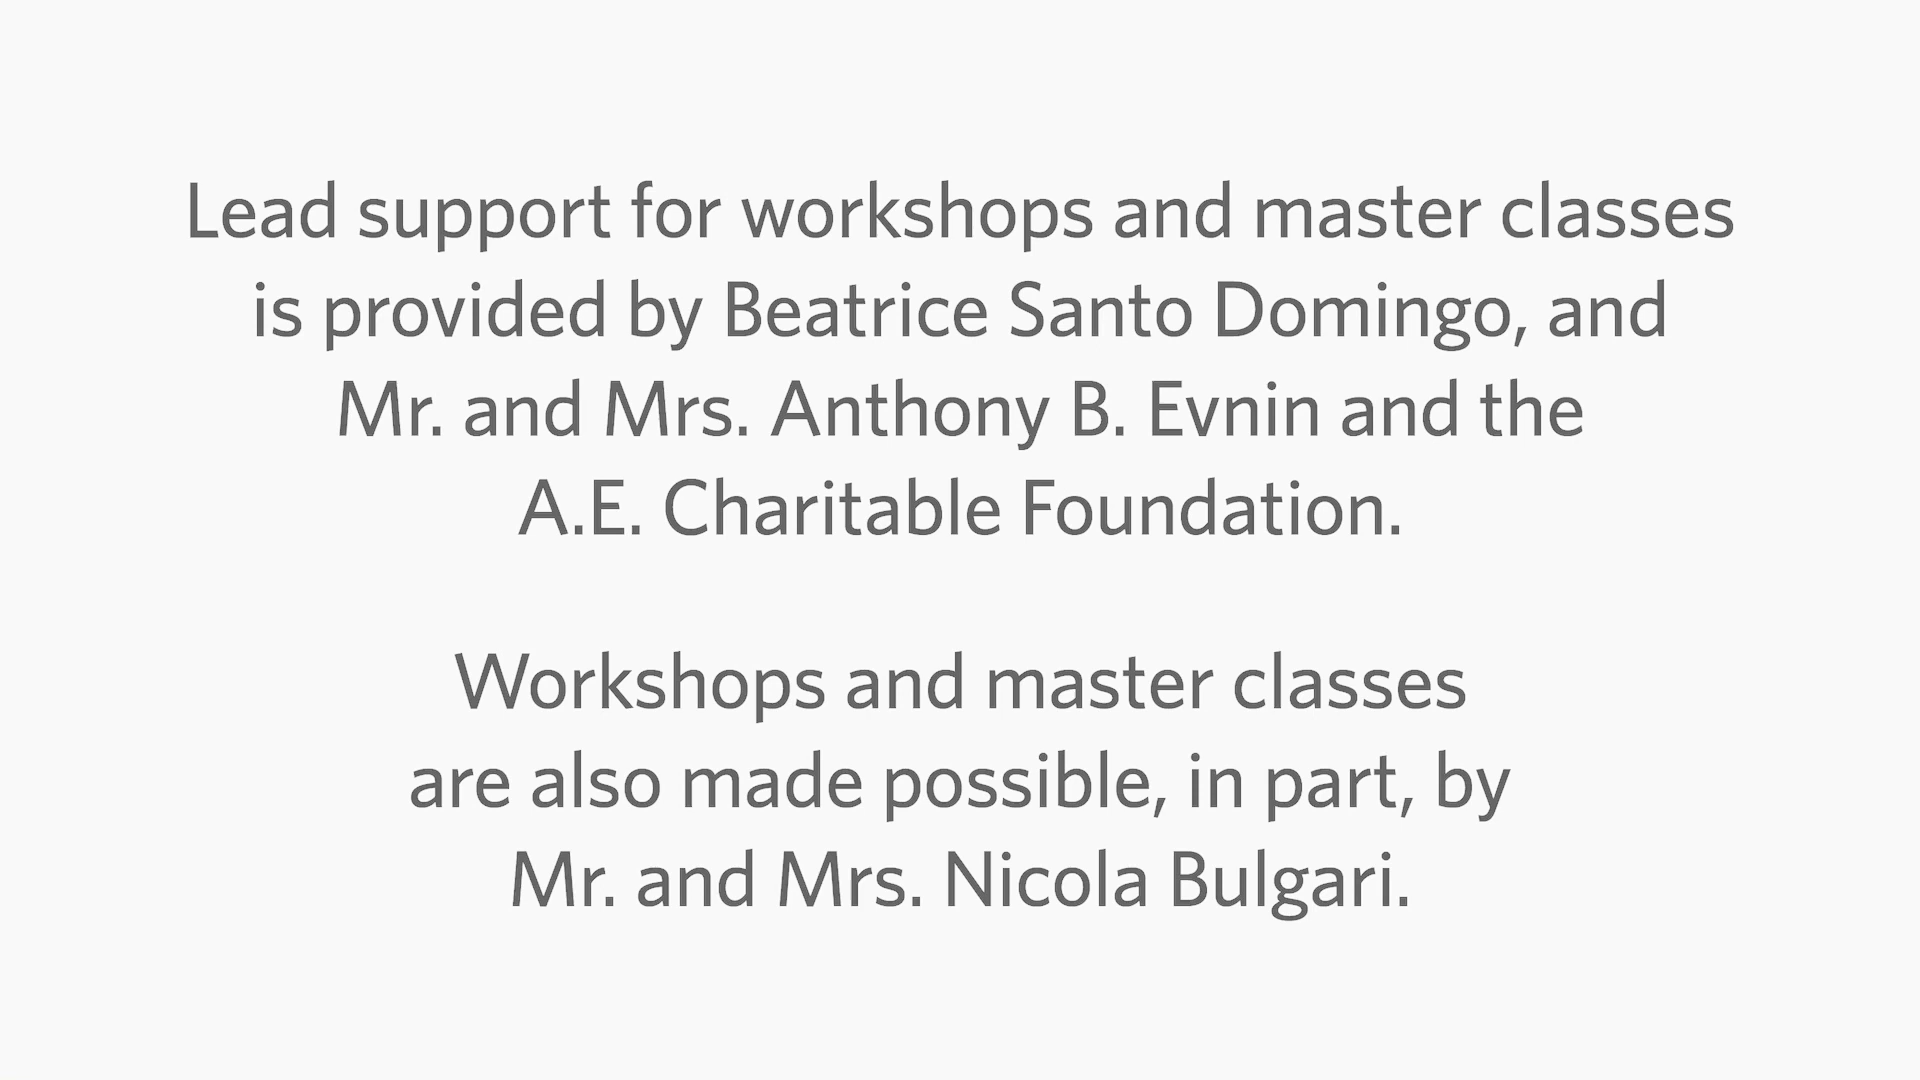 Lead support for workshops and master classes
is provided by Beatrice Santo Domingo, and
Mr. and Mrs. Anthony B. Evnin and the
A.E. Charitable Foundation.
Workshops and master classes
are also made possible, in part, by
Mr. and Mrs. Nicola Bulgari.